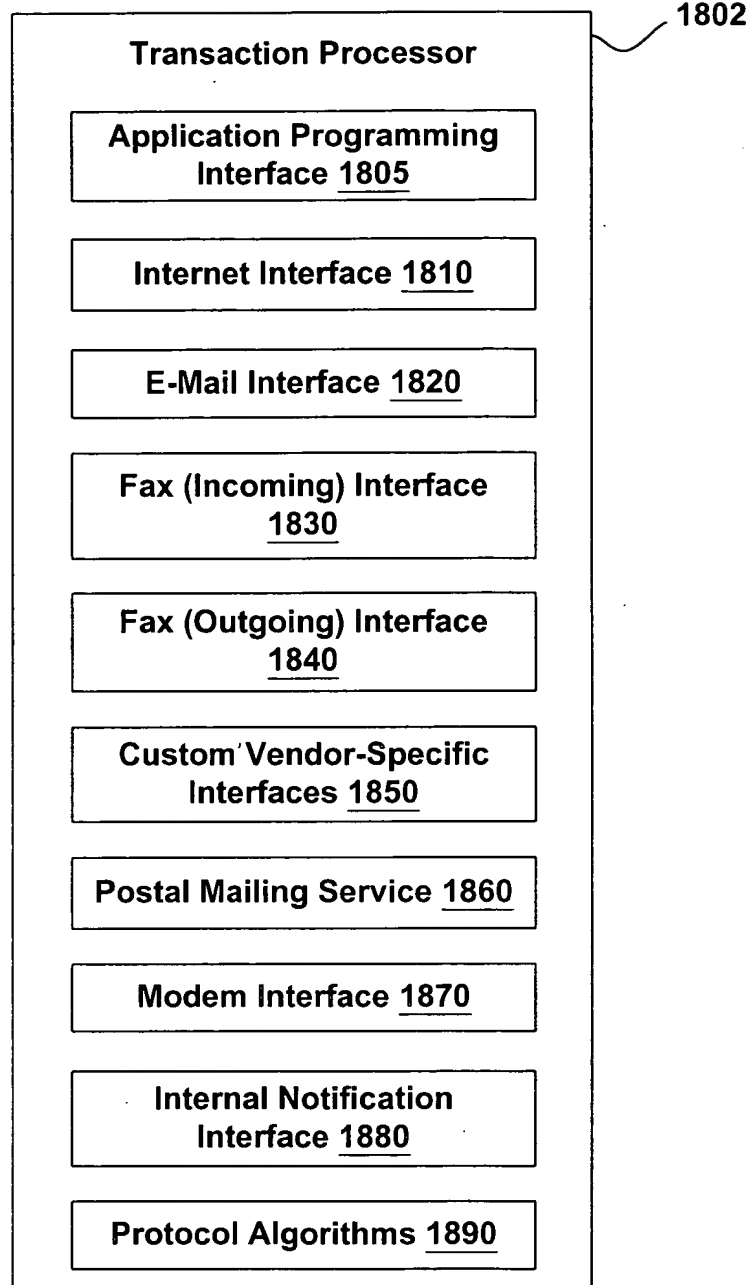 1802
Transaction Processor
Application Programming
Interface 1805
Internet Interface 1810
E-Mail Interface 1820
Fax (Incoming) Interface
1830
Fax (Outgoing) Interface
1840
Custom Vendor-Specific
Interfaces 1850
Postal Mailing Service 1860
Modem Interface 1870
Internal Notification
Interface 1880
Protocol Algorithms 1890